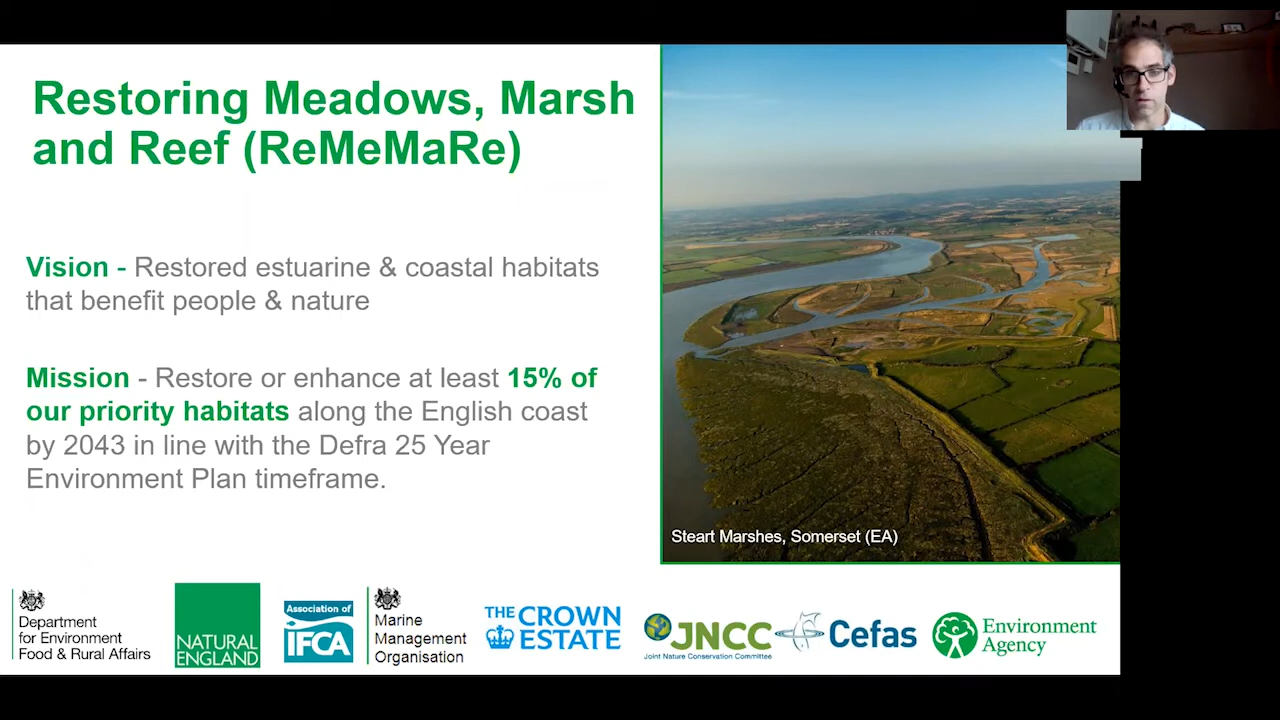 Restoring Meadows, Marsh
and Reef (ReMeMaRe)
Vision - Restored estuarine & coastal habitats
that benefit people & nature
Mission - Restore or enhance at least 15% of
our priority habitats along the English coast
by 2043 in line with the Defra 25 Year
Environment Plan timeframe.
Steart Marshes, Somerset (EA)
Department
for Environment
Food & Rural Affairs
NATURAL
ENGLAND
Association of
IFCA
Marine
Management
Organisation
THE CROWN
ESTATE
JNCC
Joint Nature Conservation Committee
Cefas
Environment
Agency